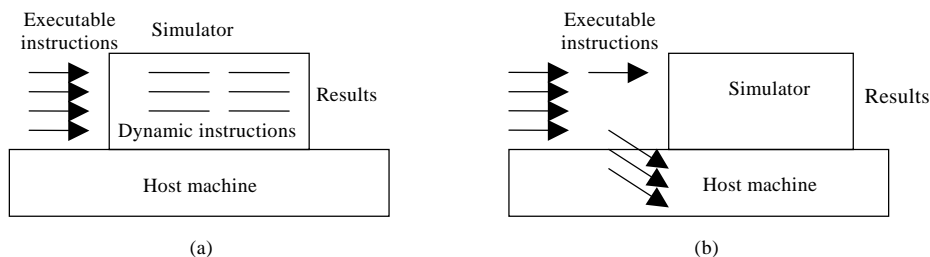 Executable
instructions
Simulator
Results
Dynamic instructions
Host machine
(a)
Executable
instructions
Simulator
Results
Host machine
(b)